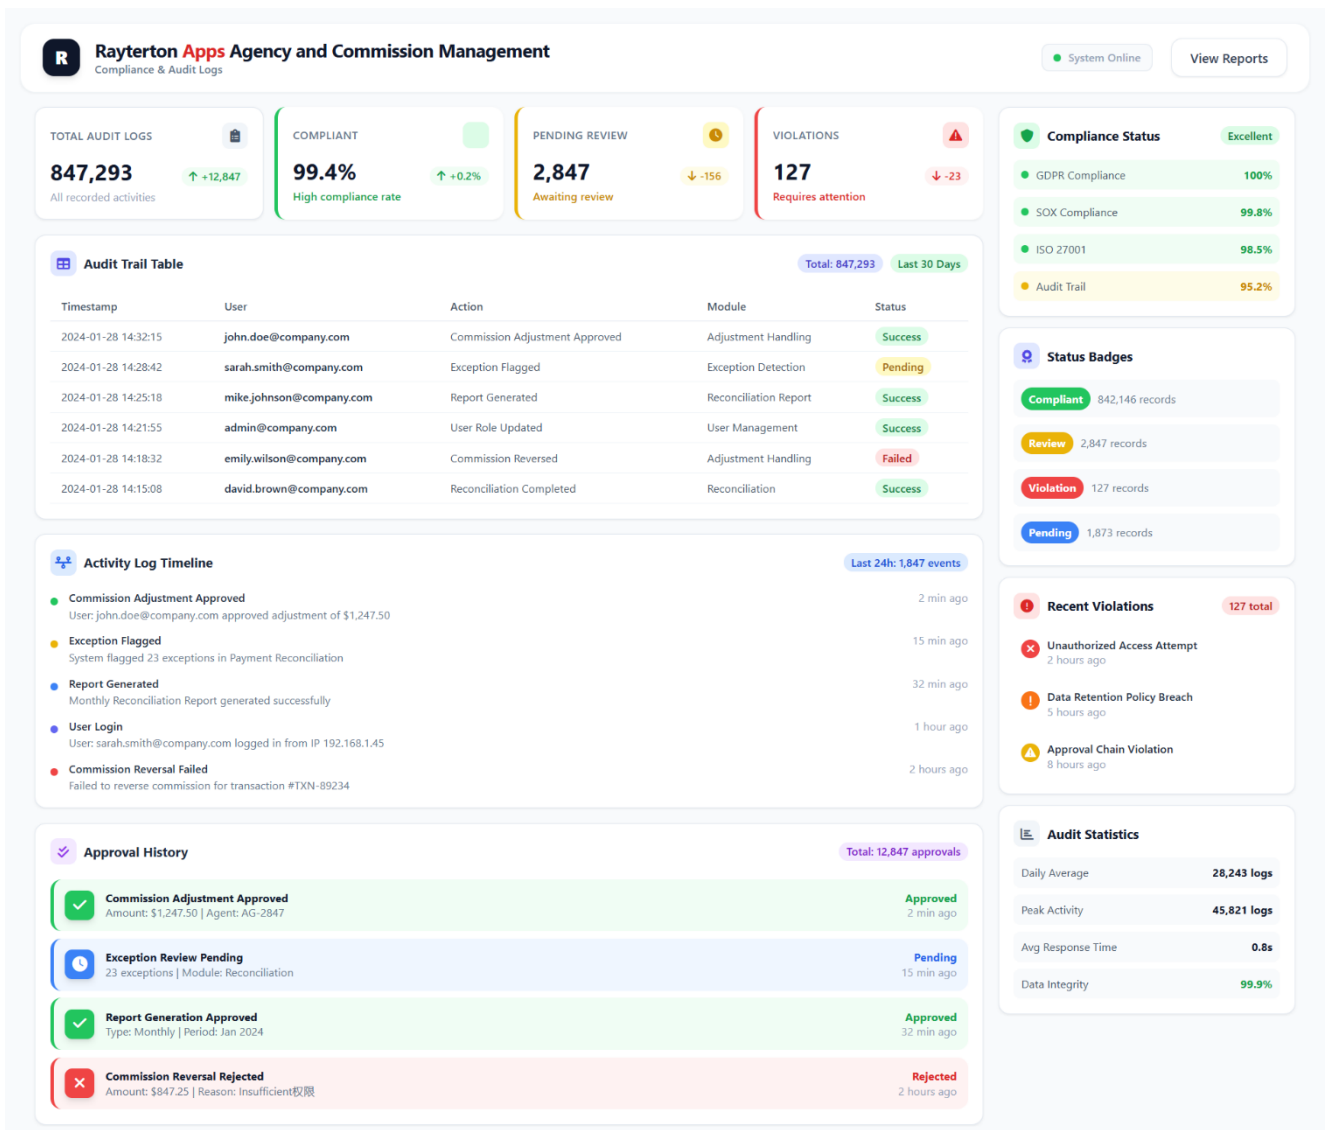 R
Rayterton Apps Agency and Commission Management
Compliance & Audit Logs
System Online
View Reports
TOTAL AUDIT LOGS
847,293
+12,847
All recorded activities
COMPLIANT
99.4%
+0.2%
High compliance rate
PENDING REVIEW
2,847
-156
Awaiting review
VIOLATIONS
127
-23
Requires attention
Audit Trail Table
Total: 847,293
Last 30 Days
Timestamp User Action Module Status
2024-01-28 14:32:15 john.doe@company.com Commission Adjustment Approved Adjustment Handling Success
2024-01-28 14:28:42 sarah.smith@company.com Exception Flagged Exception Detection Pending
2024-01-28 14:25:18 mike.johnson@company.com Report Generated Reconciliation Report Success
2024-01-28 14:21:55 admin@company.com User Role Updated User Management Success
2024-01-28 14:18:32 emily.wilson@company.com Commission Reversed Adjustment Handling Failed
2024-01-28 14:15:08 david.brown@company.com Reconciliation Completed Reconciliation Success
Activity Log Timeline
Last 24h: 1,847 events
Commission Adjustment Approved 2 min ago
User: john.doe@company.com approved adjustment of $1,247.50
Exception Flagged 15 min ago
System flagged 23 exceptions in Payment Reconciliation
Report Generated 32 min ago
Monthly Reconciliation Report generated successfully
User Login 1 hour ago
User: sarah.smith@company.com logged in from IP 192.168.1.45
Commission Reversal Failed 2 hours ago
Failed to reverse commission for transaction #TXN-89234
Approval History
Total: 12,847 approvals
Commission Adjustment Approved Approved
Amount: $1,247.50 | Agent: AG-2847 2 min ago
Exception Review Pending Pending
23 exceptions | Module: Reconciliation 15 min ago
Report Generation Approved Approved
Type: Monthly | Period: Jan 2024 32 min ago
Commission Reversal Rejected Rejected
Amount: $847.25 | Reason: Insufficient权限 2 hours ago
Compliance Status
Excellent
GDPR Compliance 100%
SOX Compliance 99.8%
ISO 27001 98.5%
Audit Trail 95.2%
Status Badges
Compliant 842,146 records
Review 2,847 records
Violation 127 records
Pending 1,873 records
Recent Violations
127 total
Unauthorized Access Attempt
2 hours ago
Data Retention Policy Breach
5 hours ago
Approval Chain Violation
8 hours ago
Audit Statistics
Daily Average 28,243 logs
Peak Activity 45,821 logs
Avg Response Time 0.8s
Data Integrity 99.9%